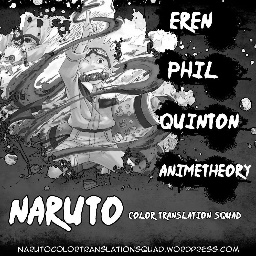 EREN
PHIL
QUINTON
ANIMETHEORY
NARUTO COLOR TRANSLATION SQUAD
NARUTOCOLORTRANSLATIONSQUAD.WORDPRESS.COM